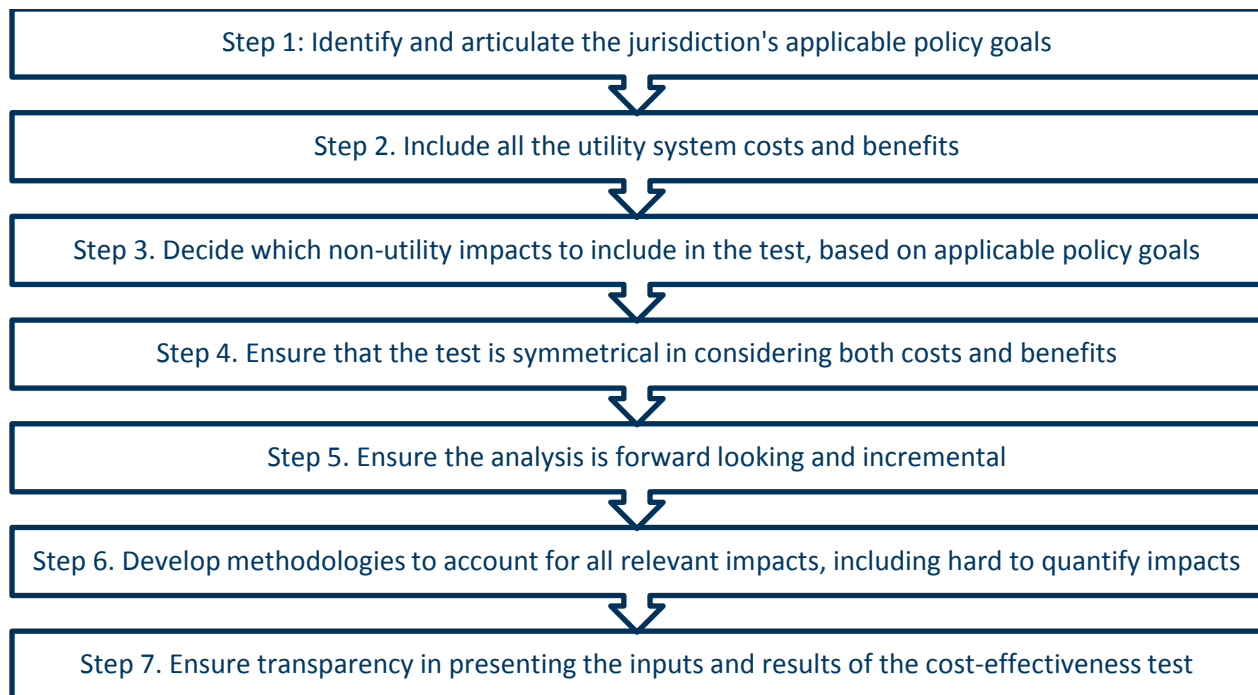 Step 1: Identify and articulate the jurisdiction's applicable policy goals
Step 2. Include all the utility system costs and benefits
Step 3. Decide which non-utility impacts to include in the test, based on applicable policy goals
Step 4. Ensure that the test is symmetrical in considering both costs and benefits
Step 5. Ensure the analysis is forward looking and incremental
Step 6. Develop methodologies to account for all relevant impacts, including hard to quantify impacts
Step 7. Ensure transparency in presenting the inputs and results of the cost-effectiveness test